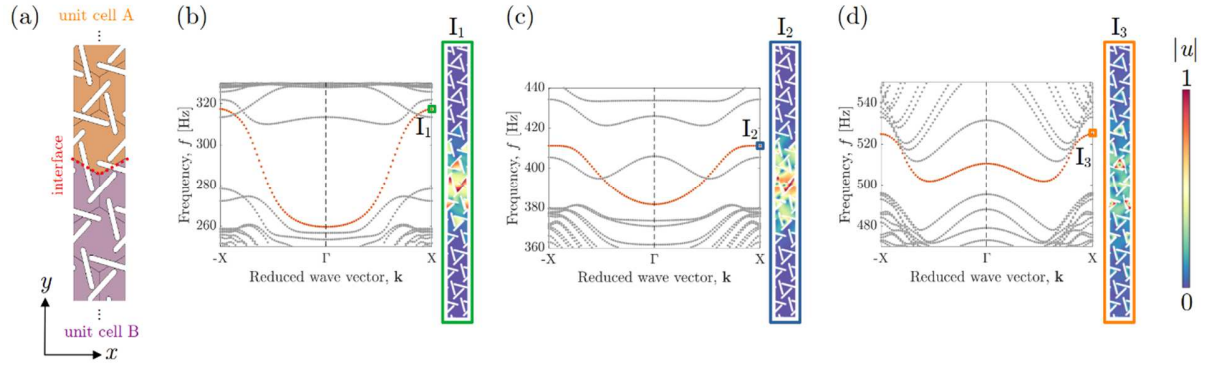 (a)
unit cell A
...
interface
...
unit cell B
y
x
(b)
I1
Frequency, f [Hz]
320
300
280
260
I1
-X
Γ
X
Reduced wave vector, k
(c)
I2
Frequency, f [Hz]
440
420
400
380
360
I2
-X
Γ
X
Reduced wave vector, k
(d)
I3
Frequency, f [Hz]
540
520
500
480
I3
-X
Γ
X
Reduced wave vector, k
|u|
1
0